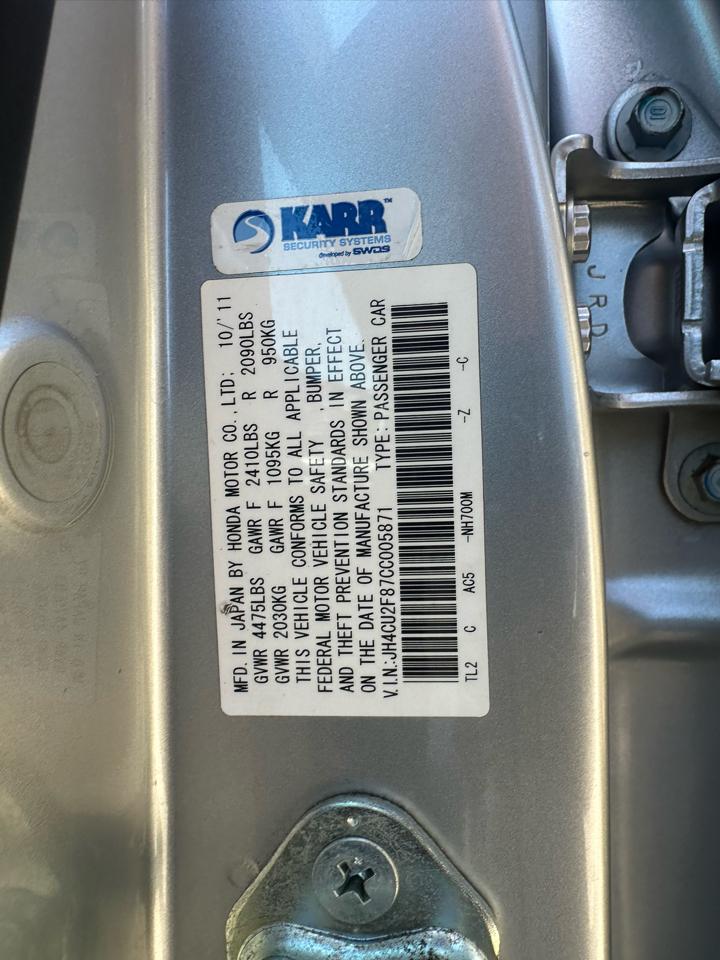 KARR™
SECURITY SYSTEMS
developed by SWDS
MFD. IN JAPAN BY HONDA MOTOR CO., LTD; 10/'11
GVWR 4475LBS GAWR F 2410LBS R 2090LBS
GVWR 2030KG GAWR F 1095KG R 950KG
THIS VEHICLE CONFORMS TO ALL APPLICABLE
FEDERAL MOTOR VEHICLE SAFETY ,BUMPER,
AND THEFT PREVENTION STANDARDS IN EFFECT
ON THE DATE OF MANUFACTURE SHOWN ABOVE.
V.I.N.:JH4CU2F87CC005871 TYPE: PASSENGER CAR
TL2 C AC5 -NH700M -Z -C
JRD